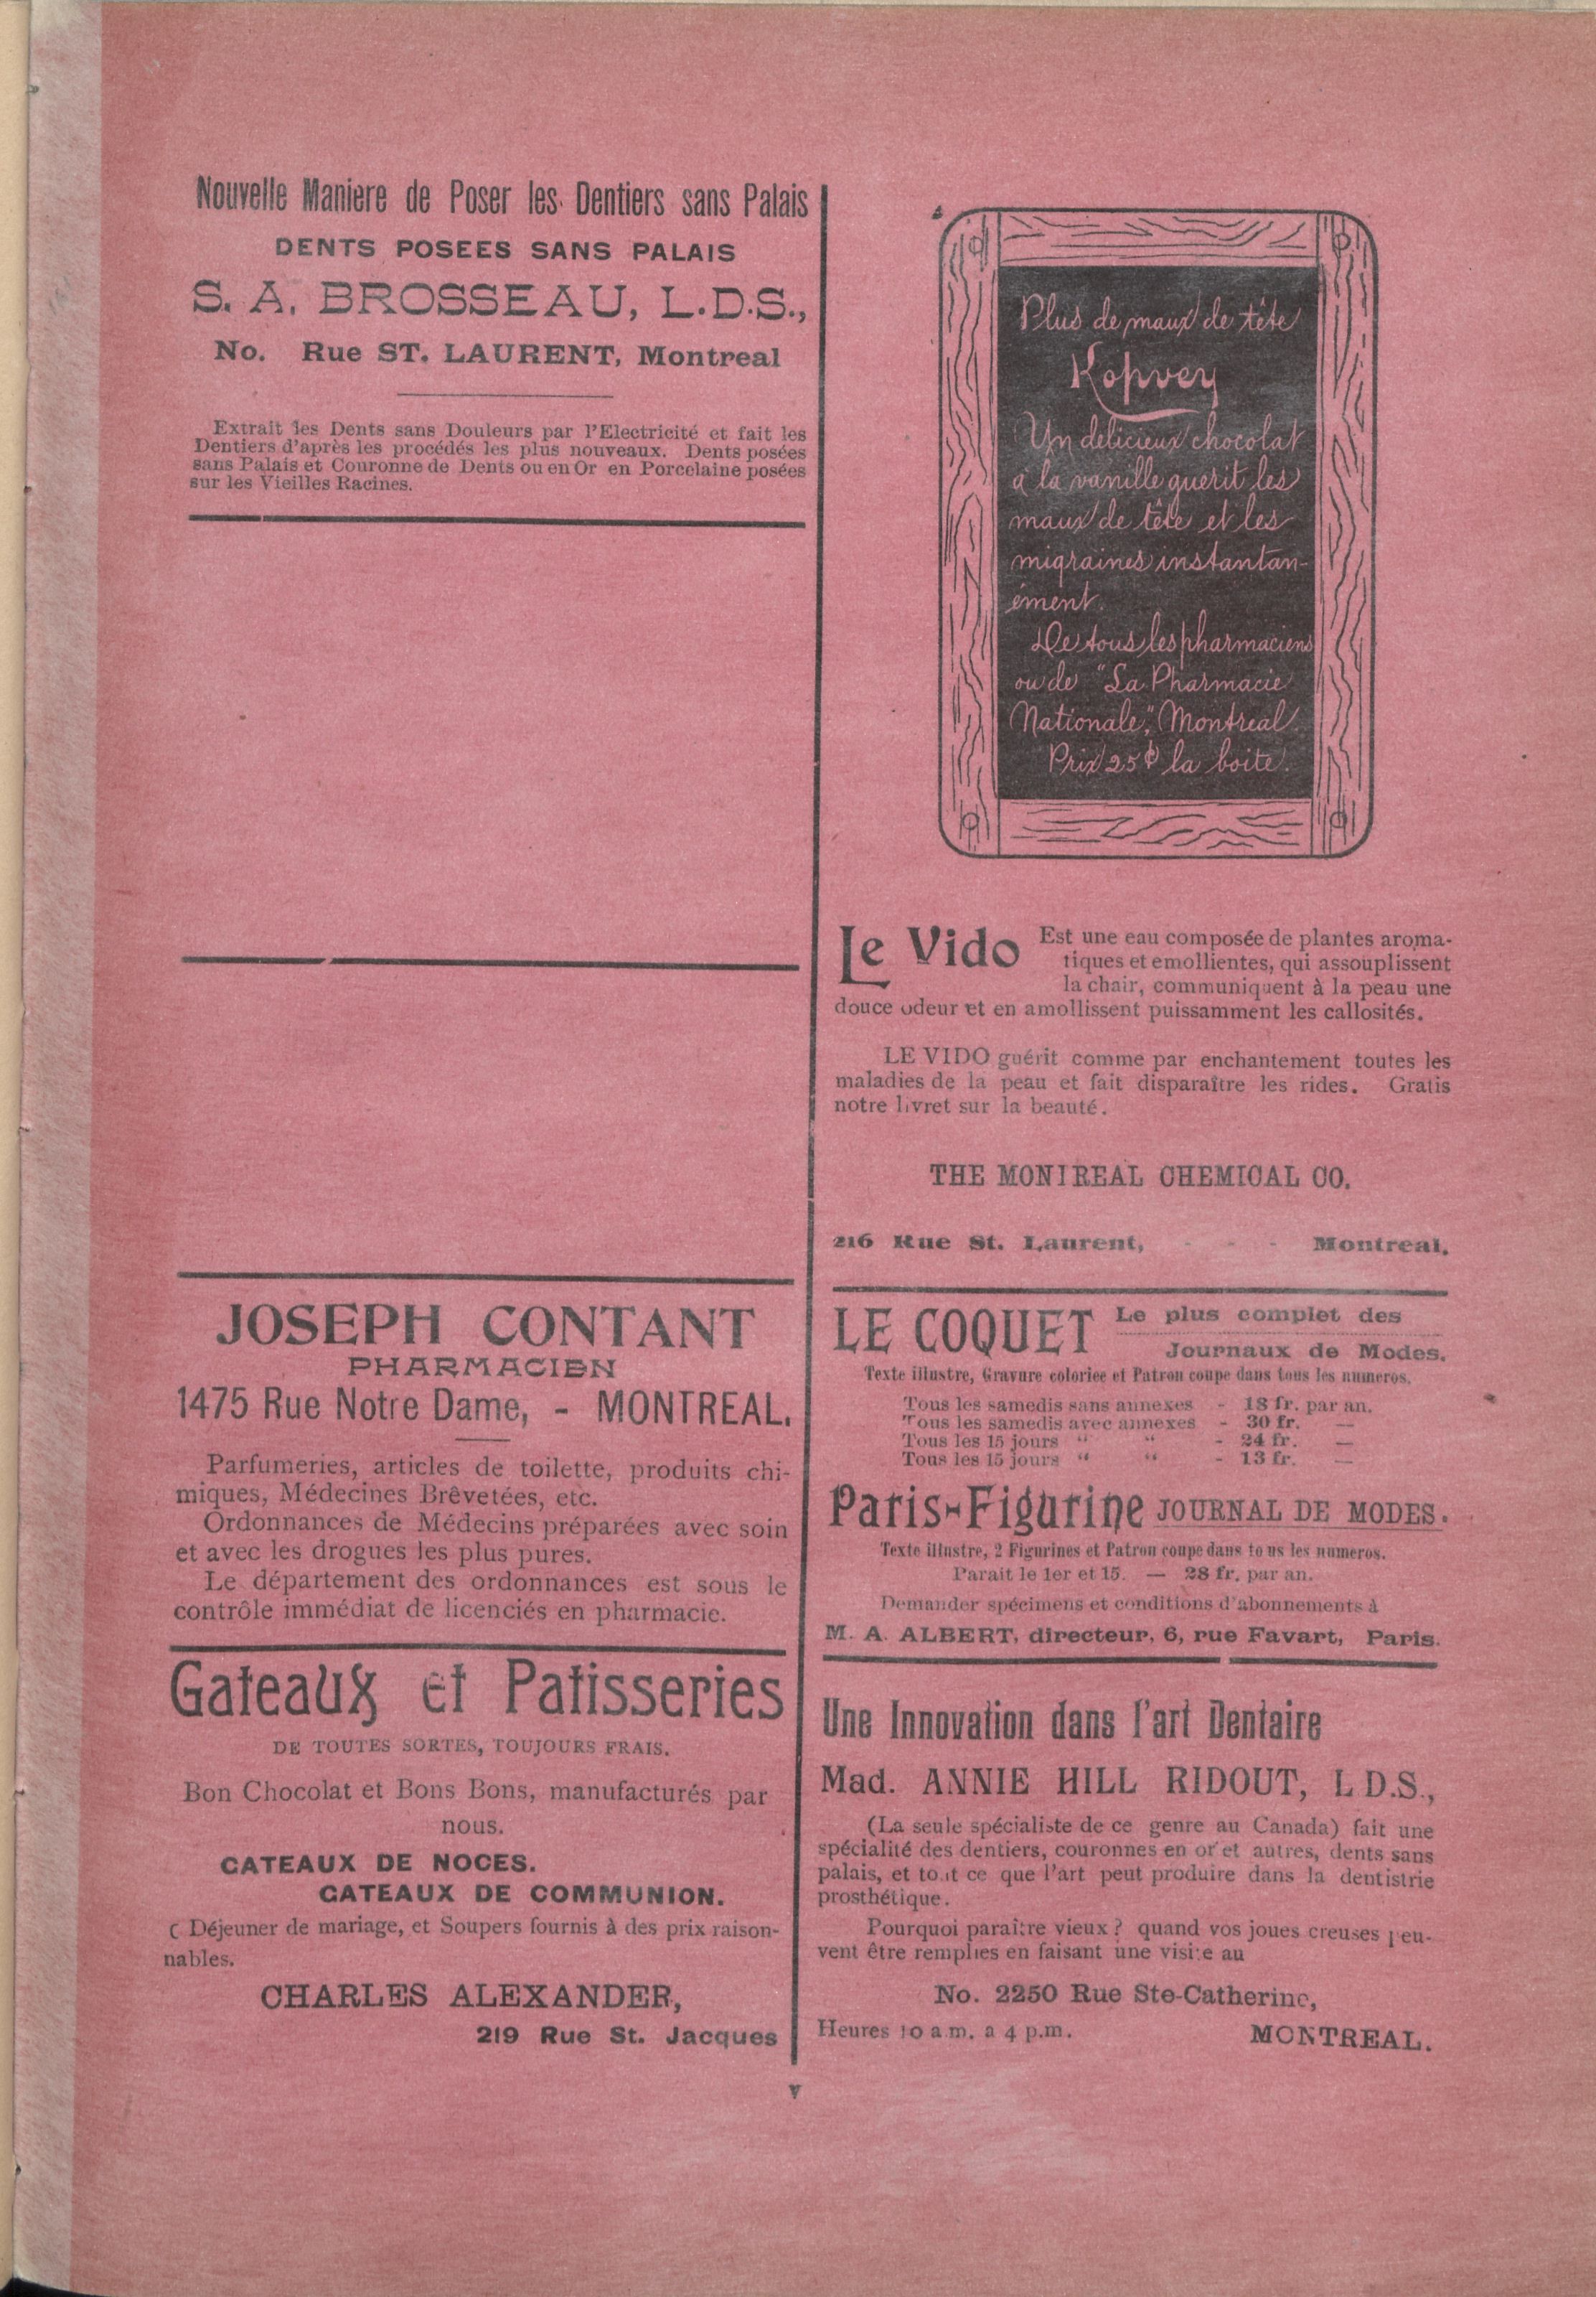 Nouvelle Maniere de Poser les Dentiers sans Palais
DENTS POSEES SANS PALAIS
S. A. BROSSEAU, L.D.S.,
No. Rue ST. LAURENT, Montreal
Extrait les Dents sans Douleurs par l'Electricité et fait les
Dentiers d'après les procédés les plus nouveaux. Dents posées
sans Palais et Couronne de Dents ou en Or en Porcelaine posées
sur les Vieilles Racines.
JOSEPH CONTANT
PHARMACIEN
1475 Rue Notre Dame, - MONTREAL.
Parfumeries, articles de toilette, produits chi-
miques, Médecines Brêvetées, etc.
Ordonnances de Médecins préparées avec soin
et avec les drogues les plus pures.
Le département des ordonnances est sous le
contrôle immédiat de licenciés en pharmacie.
Gateaux et Patisseries
DE TOUTES SORTES, TOUJOURS FRAIS.
Bon Chocolat et Bons Bons, manufacturés par
nous.
GATEAUX DE NOCES.
GATEAUX DE COMMUNION.
Déjeuner de mariage, et Soupers fournis à des prix raison-
nables.
CHARLES ALEXANDER,
219 Rue St. Jacques
Plus de maux de tête
Kophvey
Un delicieux chocolat
a la vanille guerit les
maux de tête et les
migraines instantan-
ément.
De tous les pharmaciens
ou de "La Pharmacie
Nationale", Montreal.
Prix 25¢ la boite.
Le Vido Est une eau composée de plantes aroma-
tiques et emollientes, qui assouplissent
la chair, communiquent à la peau une
douce odeur et en amollissent puissamment les callosités.
LE VIDO guérit comme par enchantement toutes les
maladies de la peau et fait disparaître les rides. Gratis
notre livret sur la beauté.
THE MONTREAL CHEMICAL CO.
216 Rue St. Laurent, - - - Montreal.
LE COQUET Le plus complet des
Journaux de Modes.
Texte illustre, Gravure coloriee et Patron coupe dans tous les numeros.
Tous les samedis sans annexes - 18 fr. par an.
Tous les samedis avec annexes - 30 fr. —
Tous les 15 jours " " - 24 fr. —
Tous les 15 jours " " - 13 fr. —
Paris-Figurine JOURNAL DE MODES.
Texte illustre, 2 Figurines et Patron coupe dans tous les numeros.
Parait le 1er et 15. — 28 fr. par an.
Demander spécimens et conditions d'abonnements à
M. A. ALBERT, directeur, 6, rue Favart, Paris.
Une Innovation dans l'art Dentaire
Mad. ANNIE HILL RIDOUT, L D.S.,
(La seule spécialiste de ce genre au Canada) fait une
spécialité des dentiers, couronnes en or et autres, dents sans
palais, et tout ce que l'art peut produire dans la dentistrie
prosthétique.
Pourquoi paraître vieux ? quand vos joues creuses peu-
vent être remplies en faisant une visite au
No. 2250 Rue Ste-Catherine,
Heures 10 a.m. a 4 p.m. MONTREAL.
V